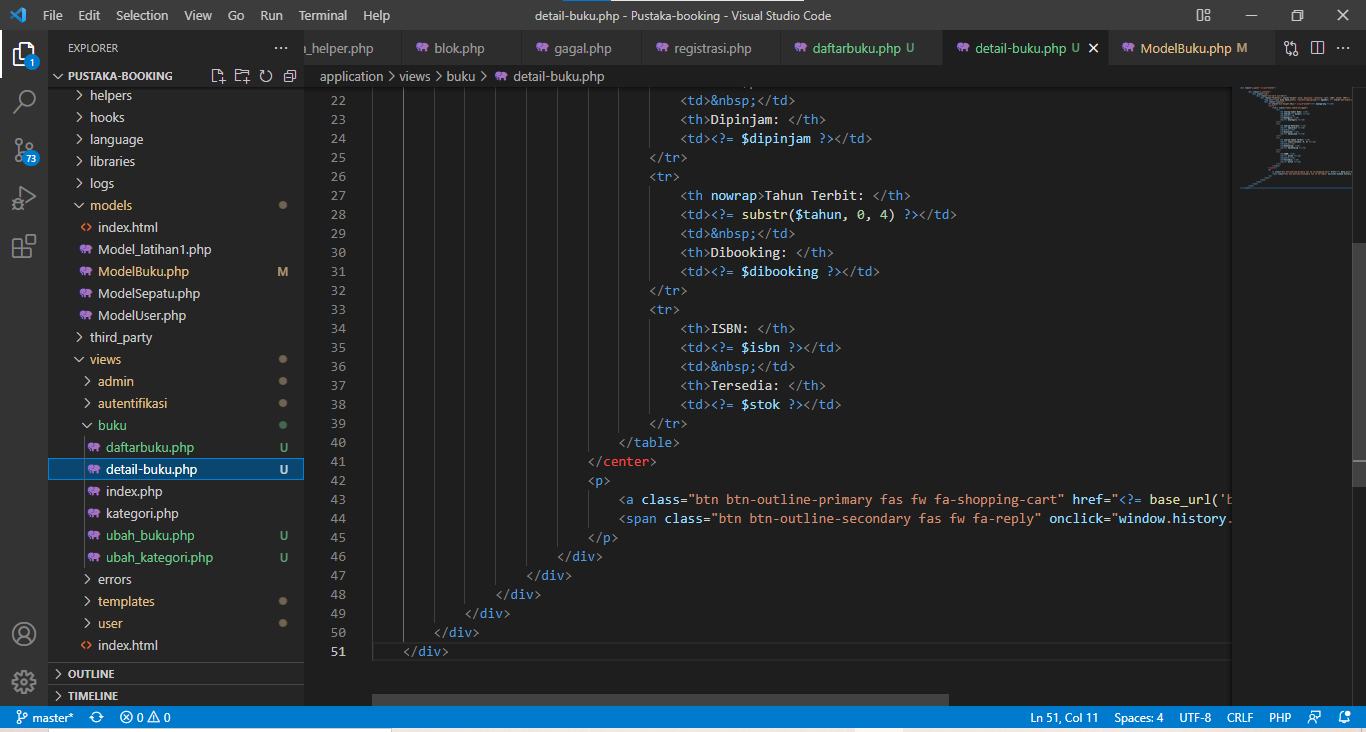 File Edit Selection View Go Run Terminal Help detail-buku.php - Pustaka-booking - Visual Studio Code
EXPLORER ···
_helper.php blok.php gagal.php registrasi.php daftarbuku.php U detail-buku.php U ModelBuku.php M
PUSTAKA-BOOKING
application > views > buku > detail-buku.php
helpers
hooks
language
libraries
logs
models
index.html
Model_latihan1.php
ModelBuku.php M
ModelSepatu.php
ModelUser.php
third_party
views
admin
autentifikasi
buku
daftarbuku.php U
detail-buku.php U
index.php
kategori.php
ubah_buku.php U
ubah_kategori.php U
errors
templates
user
index.html
OUTLINE
TIMELINE
1
73
22 <td>&nbsp;</td>
23 <th>Dipinjam: </th>
24 <td><?= $dipinjam ?></td>
25 </tr>
26 <tr>
27 <th nowrap>Tahun Terbit: </th>
28 <td><?= substr($tahun, 0, 4) ?></td>
29 <td>&nbsp;</td>
30 <th>Dibooking: </th>
31 <td><?= $dibooking ?></td>
32 </tr>
33 <tr>
34 <th>ISBN: </th>
35 <td><?= $isbn ?></td>
36 <td>&nbsp;</td>
37 <th>Tersedia: </th>
38 <td><?= $stok ?></td>
39 </tr>
40 </table>
41 </center>
42 <p>
43 <a class="btn btn-outline-primary fas fw fa-shopping-cart" href="<?= base_url('b
44 <span class="btn btn-outline-secondary fas fw fa-reply" onclick="window.history.
45 </p>
46 </div>
47 </div>
48 </div>
49 </div>
50 </div>
51 </div>
master* 0 0 Ln 51, Col 11 Spaces: 4 UTF-8 CRLF PHP